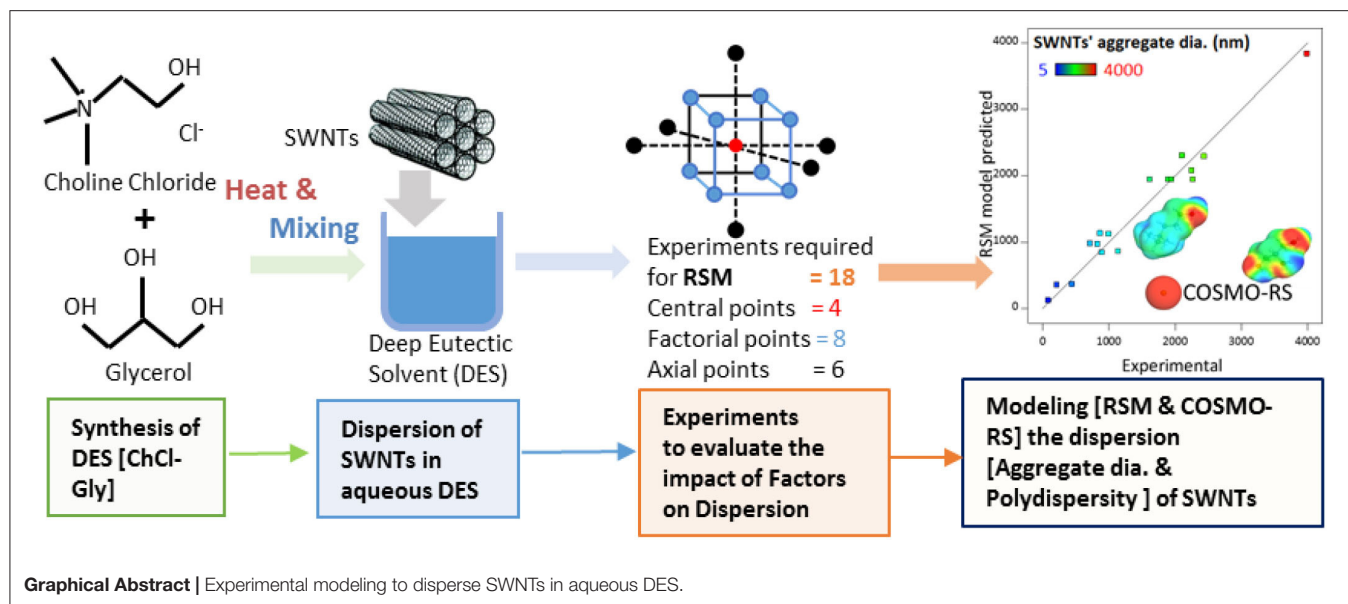 OH
N
+
Cl-
Choline Chloride
+
OH
OH
OH
Glycerol
Heat &
Mixing
SWNTs
Deep Eutectic
Solvent (DES)
Experiments required
for RSM = 18
Central points = 4
Factorial points = 8
Axial points = 6
SWNTs' aggregate dia. (nm)
5 4000
RSM model predicted
4000
3000
2000
1000
0
COSMO-RS
0 1000 2000 3000 4000
Experimental
Synthesis of
DES [ChCl-
Gly]
Dispersion of
SWNTs in
aqueous DES
Experiments
to evaluate the
impact of Factors
on Dispersion
Modeling [RSM & COSMO-
RS] the dispersion
[Aggregate dia. &
Polydispersity ] of SWNTs
Graphical Abstract | Experimental modeling to disperse SWNTs in aqueous DES.